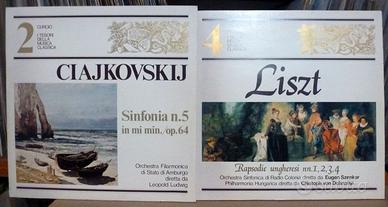 2
CURCIO
I TESORI
DELLA
MUSICA
CLASSICA
CIAJKOVSKIJ
Sinfonia n.5
in mi min./op.64
Orchestra Filarmonica
di Stato di Amburgo
diretta da
Leopold Ludwig
4
Liszt
Rapsodie ungheresi nn.1,2,3,4
Orchestra Sinfonica di Radio Colonia diretta da Eugen Szenkar
Philharmonia Hungarica diretta da